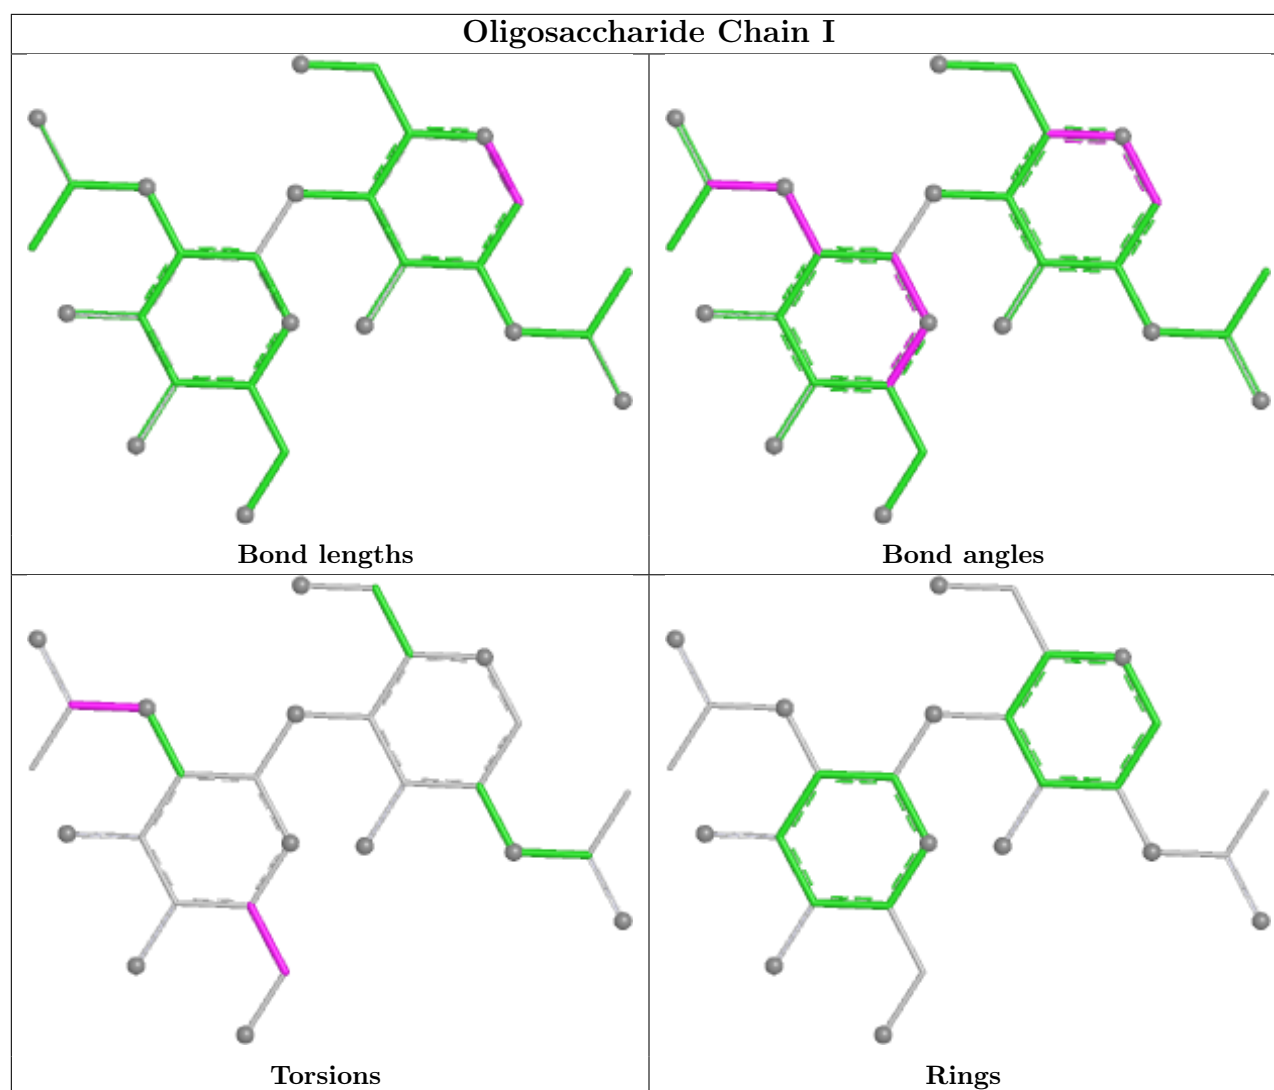 Oligosaccharide Chain I
Bond lengths
Bond angles
Torsions
Rings